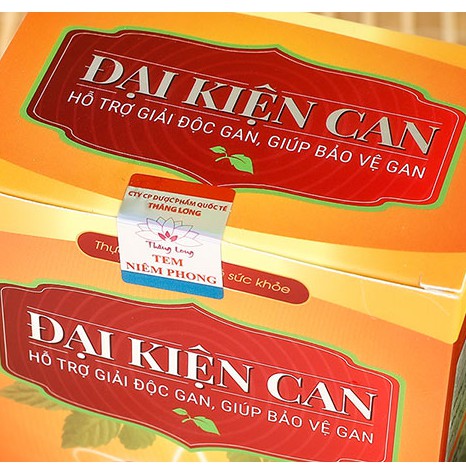 ĐẠI KIỆN CAN
HỖ TRỢ GIẢI ĐỘC GAN, GIÚP BẢO VỆ GAN
CTY CP DƯỢC PHẨM QUỐC TẾ
THĂNG LONG
Thăng Long
TEM
NIÊM PHONG
sức khỏe
ĐẠI KIỆN CAN
HỖ TRỢ GIẢI ĐỘC GAN, GIÚP BẢO VỆ GAN